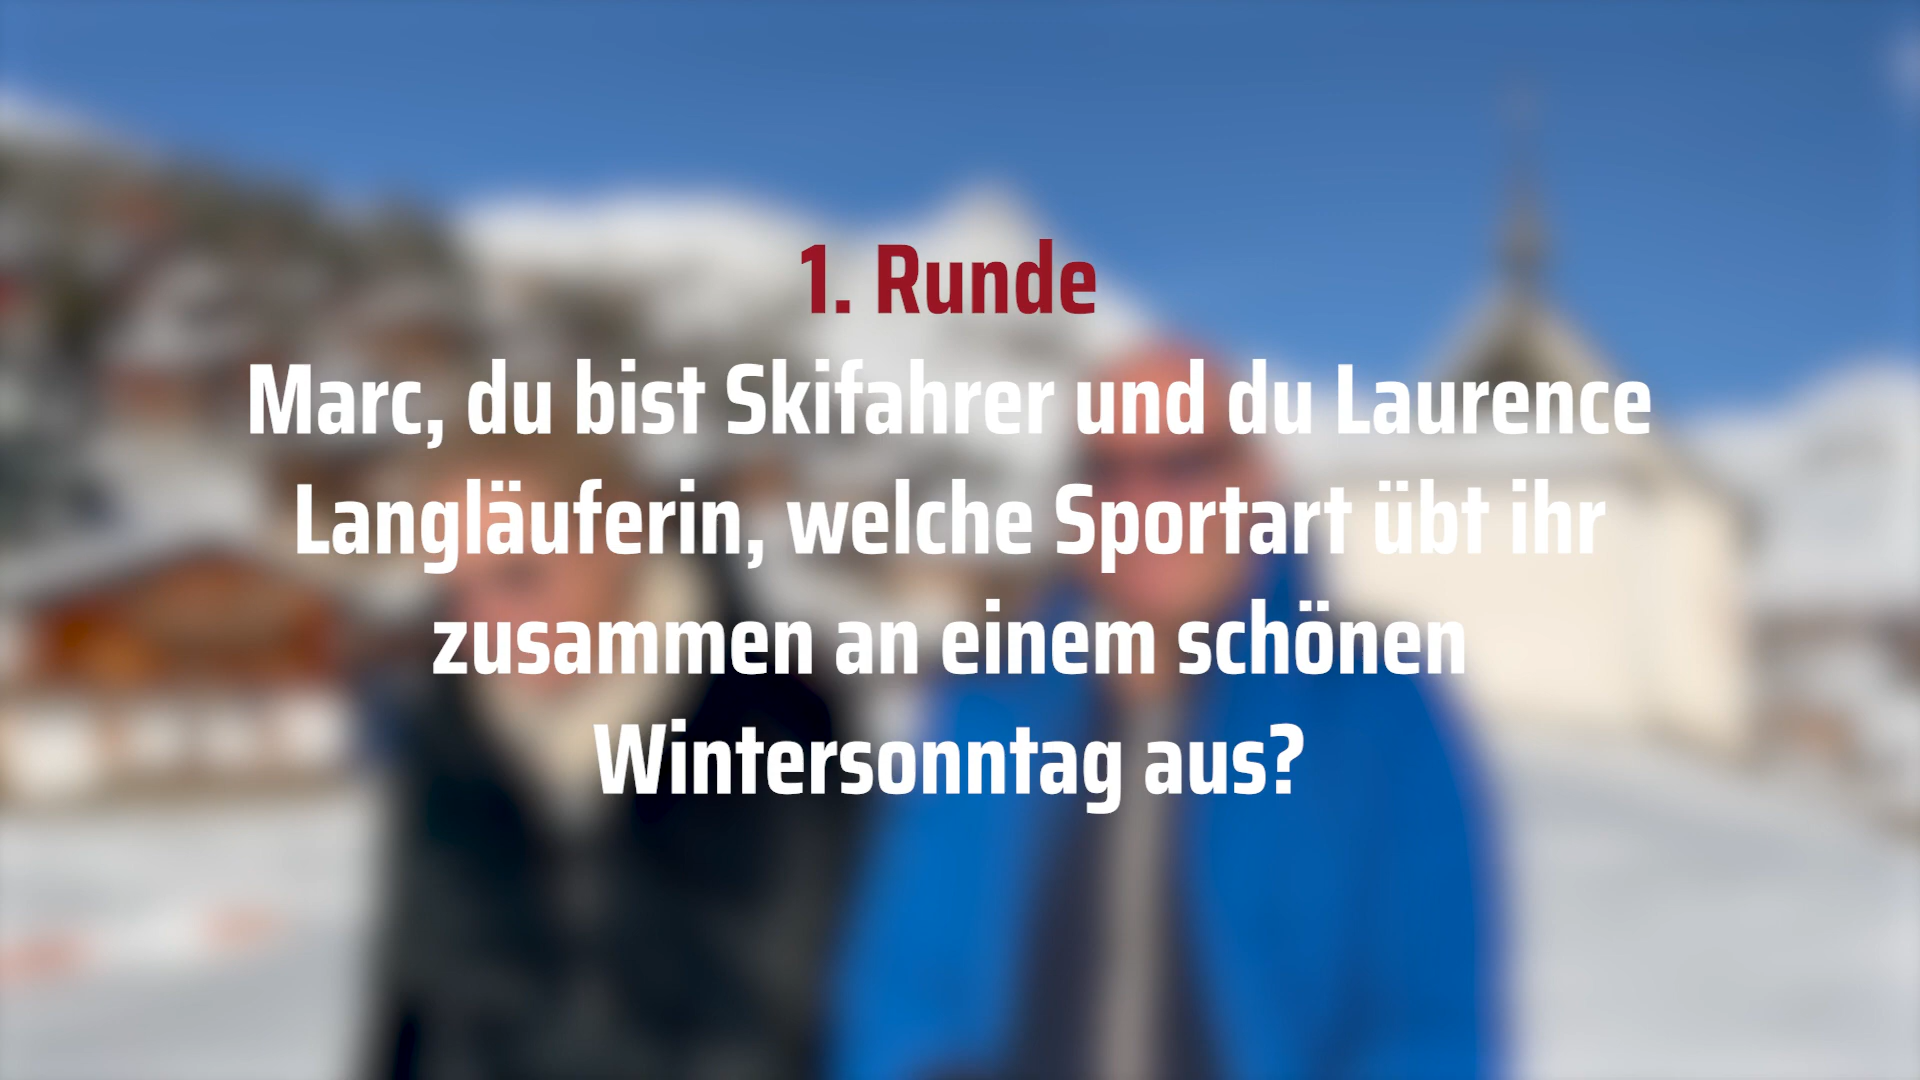 1. Runde
Marc, du bist Skifahrer und du Laurence
Langläuferin, welche Sportart übt ihr
zusammen an einem schönen
Wintersonntag aus?